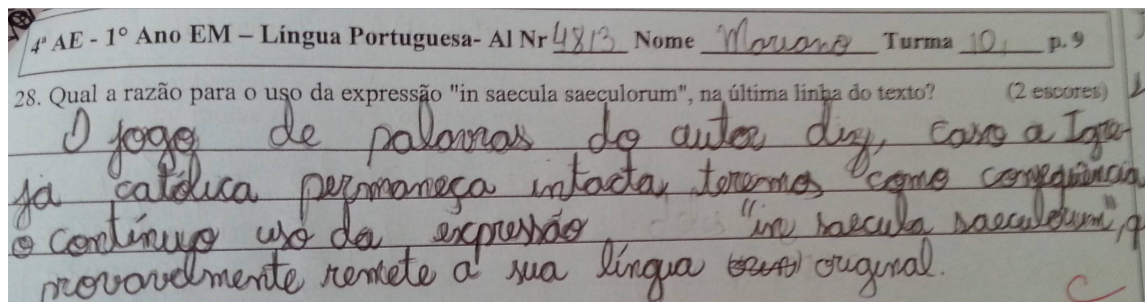 4ª AE - 1° Ano EM – Língua Portuguesa- Al Nr 4813 Nome Mariano Turma 101 p. 9
28. Qual a razão para o uso da expressão "in saecula saeculorum", na última linha do texto? (2 escores)
O jogo de palavras do autor diz, caso a Igre-
ja católica permaneça intacta, teremos como consequência
o contínuo uso da expressão "in saecula saeculorum",
provavelmente remete a sua língua original.
C